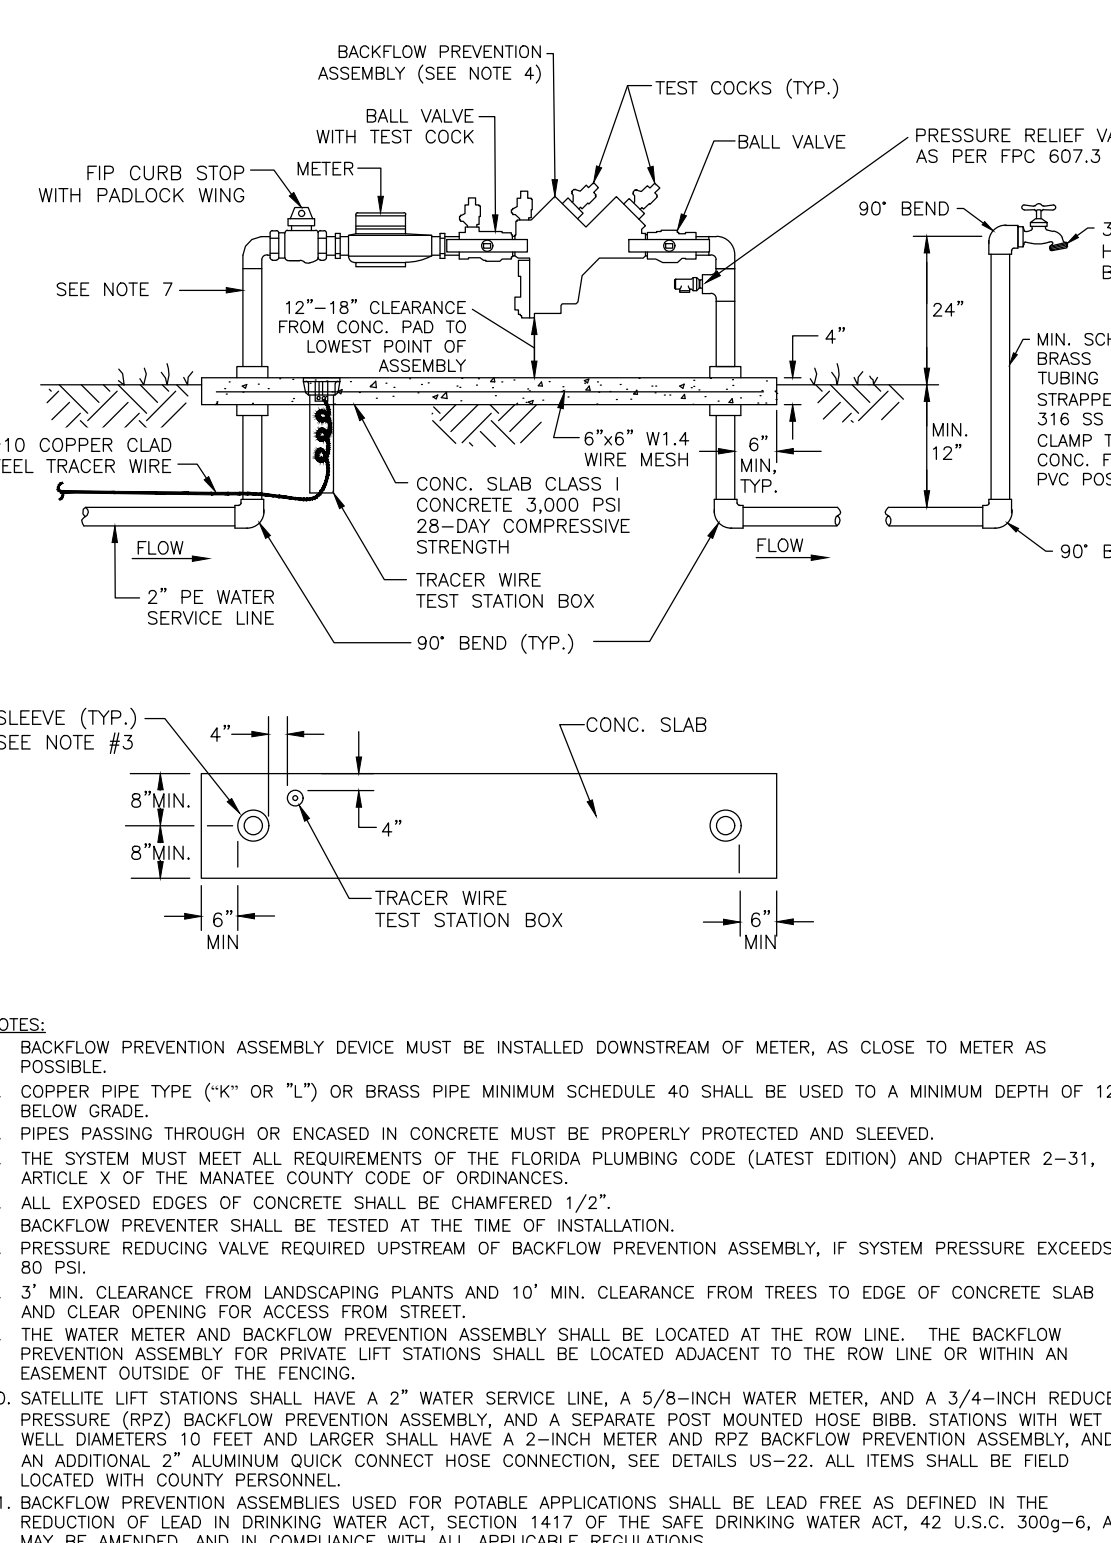 BACKFLOW PREVENTION
ASSEMBLY (SEE NOTE 4)
TEST COCKS (TYP.)
BALL VALVE
WITH TEST COCK
BALL VALVE
PRESSURE RELIEF
AS PER FPC 607.3
FIP CURB STOP
WITH PADLOCK WING
METER
90° BEND
3
SEE NOTE 7
12"-18" CLEARANCE
FROM CONC. PAD TO
LOWEST POINT OF
ASSEMBLY
24"
4"
MIN.
BRASS
TUBING
316 SS
CLAMP
CONC.
PVC
10 COPPER CLAD
TRACER WIRE
6"x6" W1.4
WIRE MESH
6"
MIN,
TYP.
MIN.
12"
CONC. SLAB CLASS I
CONCRETE 3,000 PSI
28-DAY COMPRESSIVE
STRENGTH
FLOW
FLOW
90°
TRACER WIRE
TEST STATION BOX
2" PE WATER
SERVICE LINE
90° BEND (TYP.)
SLEEVE (TYP.)
SEE NOTE #3
4"
CONC. SLAB
8"MIN.
4"
8"MIN.
TRACER WIRE
TEST STATION BOX
6"
MIN
6"
MIN
OTES:
BACKFLOW PREVENTION ASSEMBLY DEVICE MUST BE INSTALLED DOWNSTREAM OF METER, AS CLOSE TO METER AS
POSSIBLE.
COPPER PIPE TYPE (“K” OR "L") OR BRASS PIPE MINIMUM SCHEDULE 40 SHALL BE USED TO A MINIMUM DEPTH OF 12
BELOW GRADE.
PIPES PASSING THROUGH OR ENCASED IN CONCRETE MUST BE PROPERLY PROTECTED AND SLEEVED.
THE SYSTEM MUST MEET ALL REQUIREMENTS OF THE FLORIDA PLUMBING CODE (LATEST EDITION) AND CHAPTER 2-31,
ARTICLE X OF THE MANATEE COUNTY CODE OF ORDINANCES.
ALL EXPOSED EDGES OF CONCRETE SHALL BE CHAMFERED 1/2".
BACKFLOW PREVENTER SHALL BE TESTED AT THE TIME OF INSTALLATION.
PRESSURE REDUCING VALVE REQUIRED UPSTREAM OF BACKFLOW PREVENTION ASSEMBLY, IF SYSTEM PRESSURE EXCEEDS
80 PSI.
3' MIN. CLEARANCE FROM LANDSCAPING PLANTS AND 10' MIN. CLEARANCE FROM TREES TO EDGE OF CONCRETE SLAB
AND CLEAR OPENING FOR ACCESS FROM STREET.
THE WATER METER AND BACKFLOW PREVENTION ASSEMBLY SHALL BE LOCATED AT THE ROW LINE. THE BACKFLOW
PREVENTION ASSEMBLY FOR PRIVATE LIFT STATIONS SHALL BE LOCATED ADJACENT TO THE ROW LINE OR WITHIN AN
EASEMENT OUTSIDE OF THE FENCING.
0. SATELLITE LIFT STATIONS SHALL HAVE A 2" WATER SERVICE LINE, A 5/8-INCH WATER METER, AND A 3/4-INCH REDUCE
PRESSURE (RPZ) BACKFLOW PREVENTION ASSEMBLY, AND A SEPARATE POST MOUNTED HOSE BIBB. STATIONS WITH WET
WELL DIAMETERS 10 FEET AND LARGER SHALL HAVE A 2-INCH METER AND RPZ BACKFLOW PREVENTION ASSEMBLY, AND
AN ADDITIONAL 2" ALUMINUM QUICK CONNECT HOSE CONNECTION, SEE DETAILS US-22. ALL ITEMS SHALL BE FIELD
LOCATED WITH COUNTY PERSONNEL.
1. BACKFLOW PREVENTION ASSEMBLIES USED FOR POTABLE APPLICATIONS SHALL BE LEAD FREE AS DEFINED IN THE
REDUCTION OF LEAD IN DRINKING WATER ACT, SECTION 1417 OF THE SAFE DRINKING WATER ACT, 42 U.S.C. 300g-6, A
MAY BE AMENDED, AND IN COMPLIANCE WITH ALL APPLICABLE REGULATIONS.